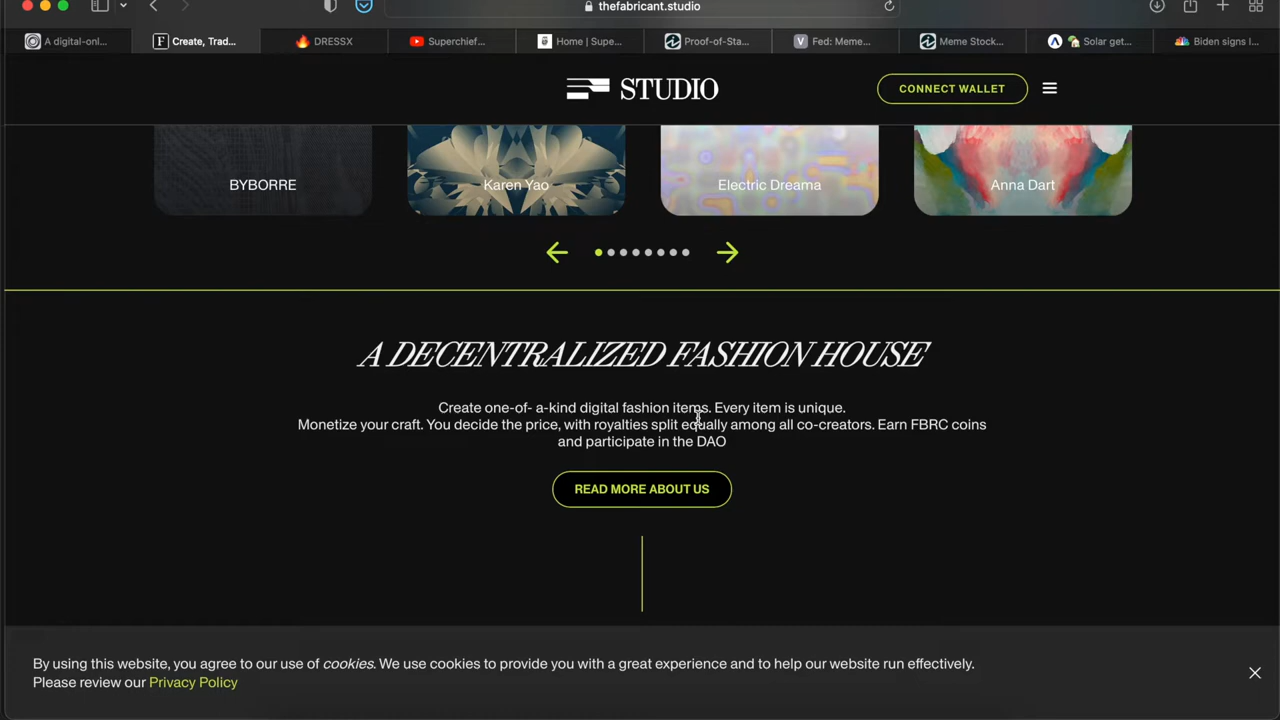 thefabricant.studio
A digital-onl...
Create, Trad...
DRESSX
Superchief...
Home | Supe...
Proof-of-Sta...
Fed: Meme...
Meme Stock...
Solar get...
Biden signs I...
STUDIO
CONNECT WALLET
BYBORRE
Karen Yao
Electric Dreama
Anna Dart
A DECENTRALIZED FASHION HOUSE
Create one-of- a-kind digital fashion items. Every item is unique.
Monetize your craft. You decide the price, with royalties split equally among all co-creators. Earn FBRC coins
and participate in the DAO
READ MORE ABOUT US
By using this website, you agree to our use of cookies. We use cookies to provide you with a great experience and to help our website run effectively.
Please review our Privacy Policy